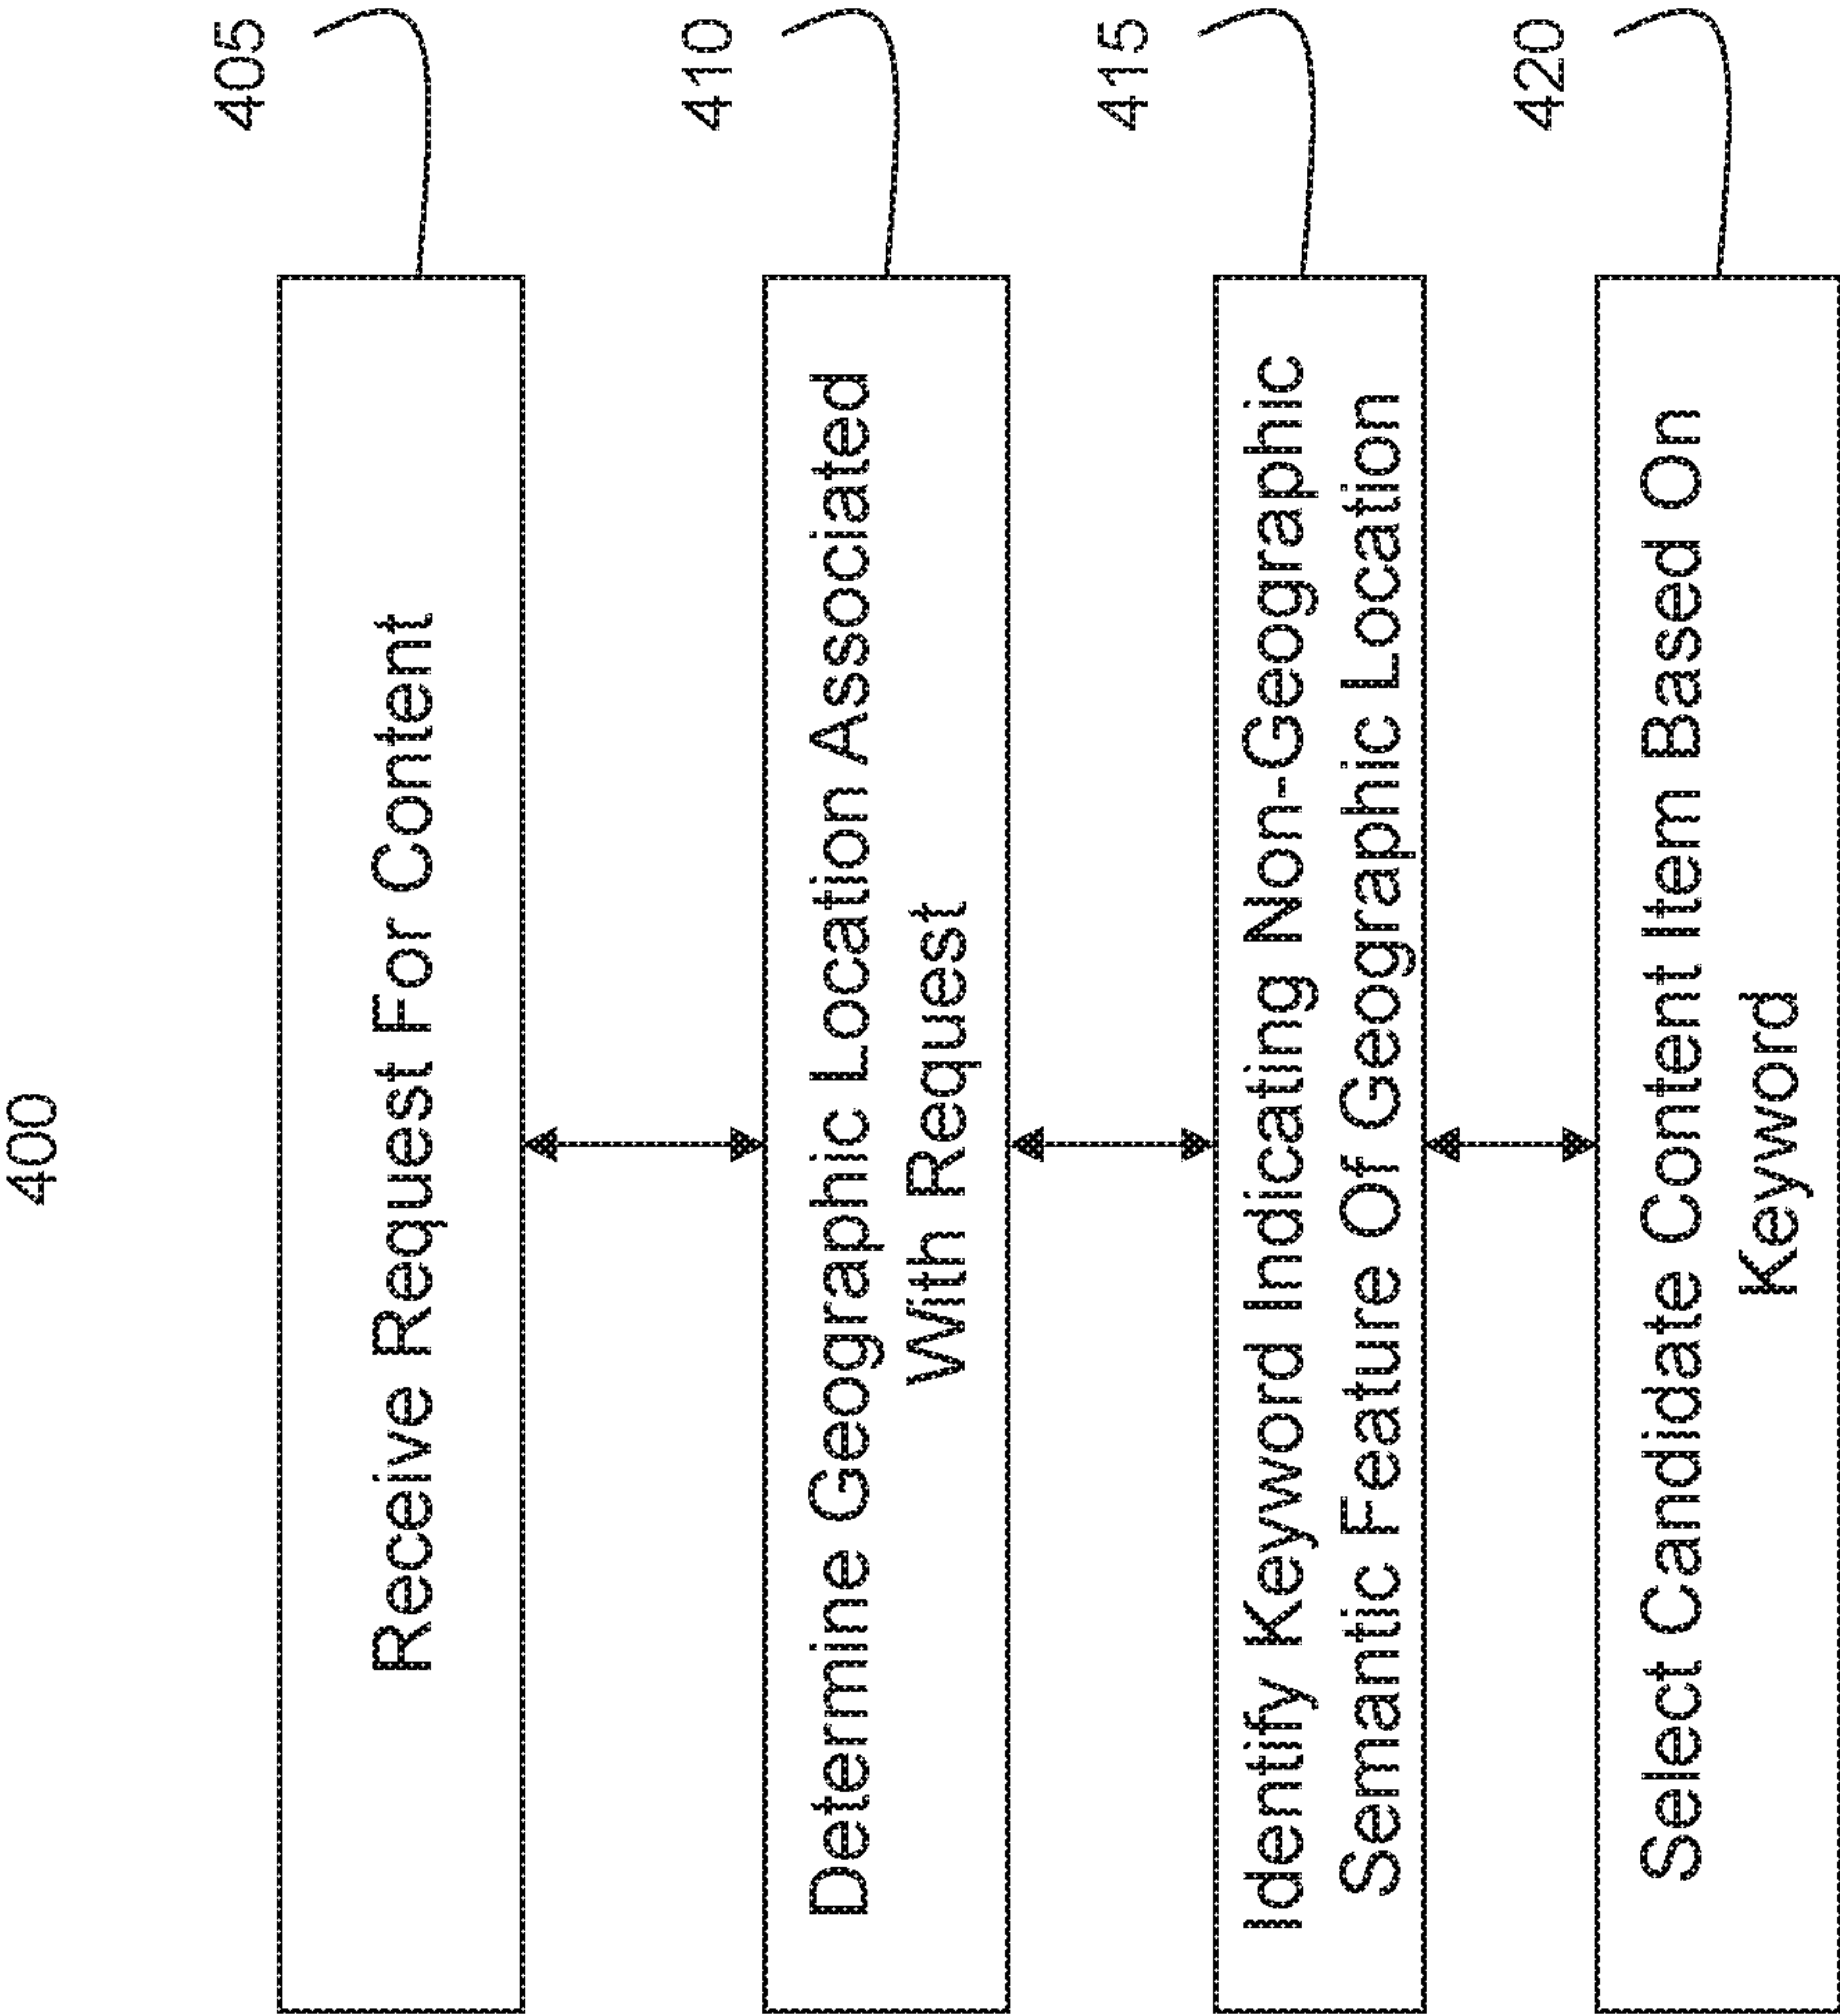 400
405
Receive Request For Content
410
Determine Geographic Location Associated
With Request
415
Identify Keyword Indicating Non-Geographic
Semantic Feature Of Geographic Location
420
Select Candidate Content Item Based On
Keyword